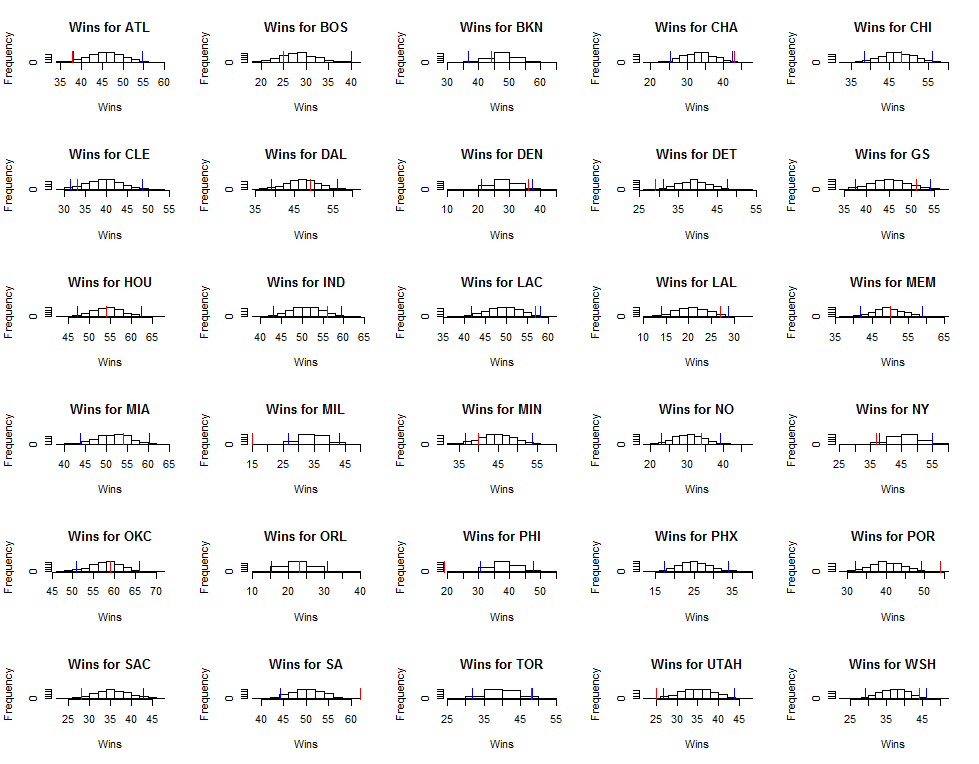 Wins for ATL Wins for BOS Wins for BKN Wins for CHA Wins for CHI
Frequency Frequency Frequency Frequency Frequency
0 0 0 0 0
35 40 45 50 55 60 20 25 30 35 40 30 40 50 60 20 30 40 35 45 55
Wins Wins Wins Wins Wins
Wins for CLE Wins for DAL Wins for DEN Wins for DET Wins for GS
Frequency Frequency Frequency Frequency Frequency
0 0 0 0 0
30 35 40 45 50 55 35 45 55 10 20 30 40 25 35 45 55 35 40 45 50 55
Wins Wins Wins Wins Wins
Wins for HOU Wins for IND Wins for LAC Wins for LAL Wins for MEM
Frequency Frequency Frequency Frequency Frequency
0 0 0 0 0
45 50 55 60 65 40 45 50 55 60 65 35 40 45 50 55 60 10 15 20 25 30 35 45 55 65
Wins Wins Wins Wins Wins
Wins for MIA Wins for MIL Wins for MIN Wins for NO Wins for NY
Frequency Frequency Frequency Frequency Frequency
0 0 0 0 0
40 45 50 55 60 65 15 25 35 45 35 45 55 20 30 40 25 35 45 55
Wins Wins Wins Wins Wins
Wins for OKC Wins for ORL Wins for PHI Wins for PHX Wins for POR
Frequency Frequency Frequency Frequency Frequency
0 0 0 0 0
45 50 55 60 65 70 10 20 30 40 20 30 40 50 15 25 35 30 40 50
Wins Wins Wins Wins Wins
Wins for SAC Wins for SA Wins for TOR Wins for UTAH Wins for WSH
Frequency Frequency Frequency Frequency Frequency
0 0 0 0 0
25 30 35 40 45 40 45 50 55 60 25 35 45 55 25 30 35 40 45 25 35 45
Wins Wins Wins Wins Wins